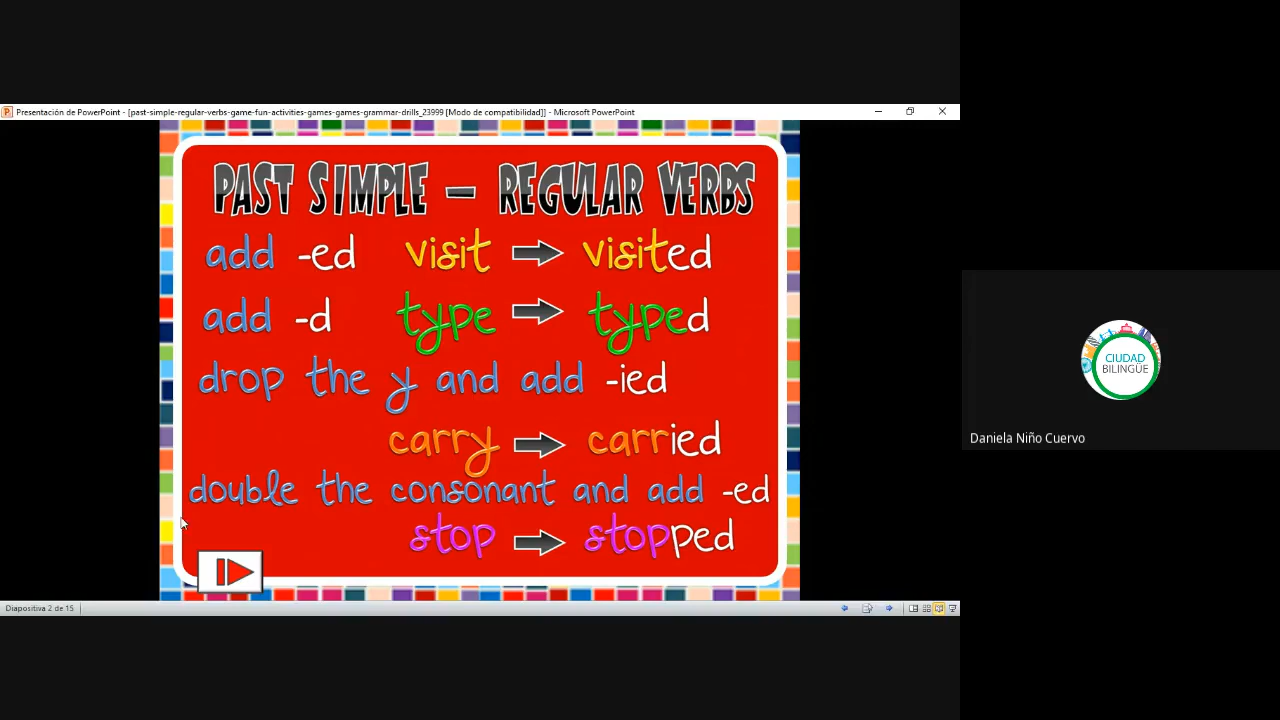 Presentación de PowerPoint - [past-simple-regular-verbs-game-fun-activities-games-games-grammar-drills_23999 [Modo de compatibilidad]] - Microsoft PowerPoint
PAST SIMPLE – REGULAR VERBS
add -ed visit visited
add -d type typed
drop the y and add -ied
carry carried
double the consonant and add -ed
stop stopped
Diapositiva 2 de 15
CIUDAD
BILINGÜE
Daniela Niño Cuervo